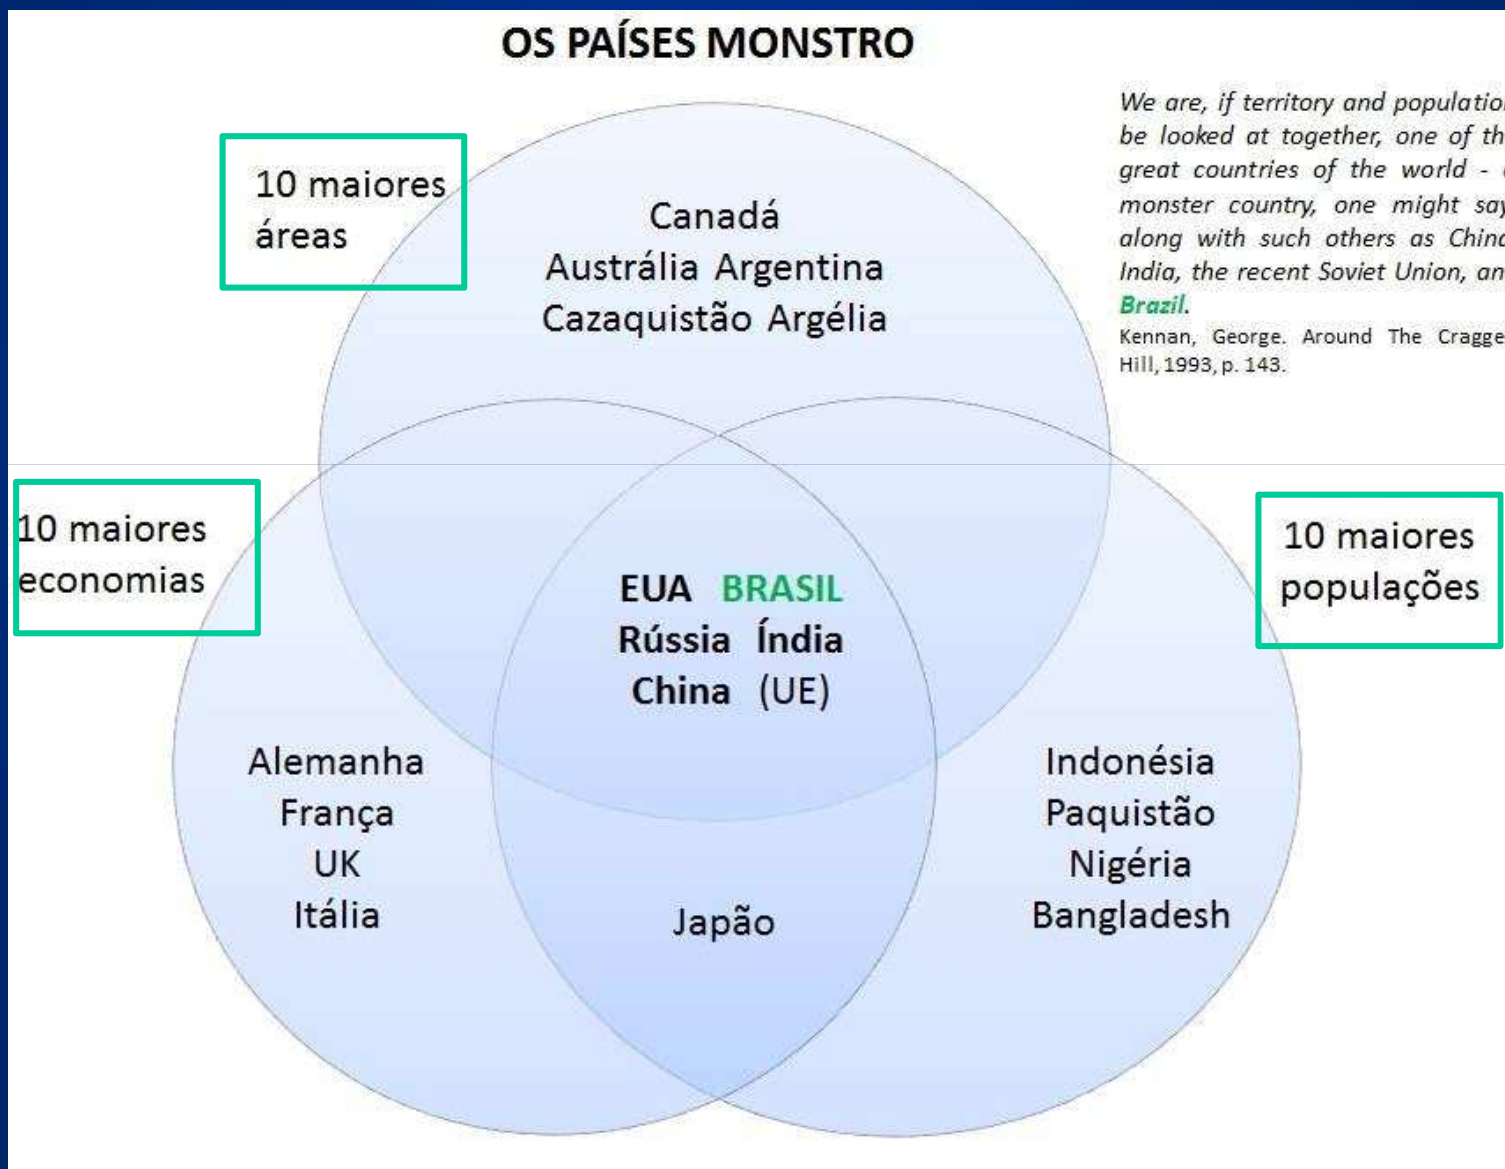 OS PAÍSES MONSTRO
We are, if territory and population
be looked at together, one of
great countries of the world -
monster country, one might say
along with such others as China
India, the recent Soviet Union,
Brazil.
Kennan, George. Around The
Hill, 1993, p. 143.
10 maiores
áreas
Canadá
Austrália Argentina
Cazaquistão Argélia
10 maiores
economias
10 maiores
populações
EUA BRASIL
Rússia Índia
China (UE)
Alemanha
França
UK
Itália
Japão
Indonésia
Paquistão
Nigéria
Bangladesh